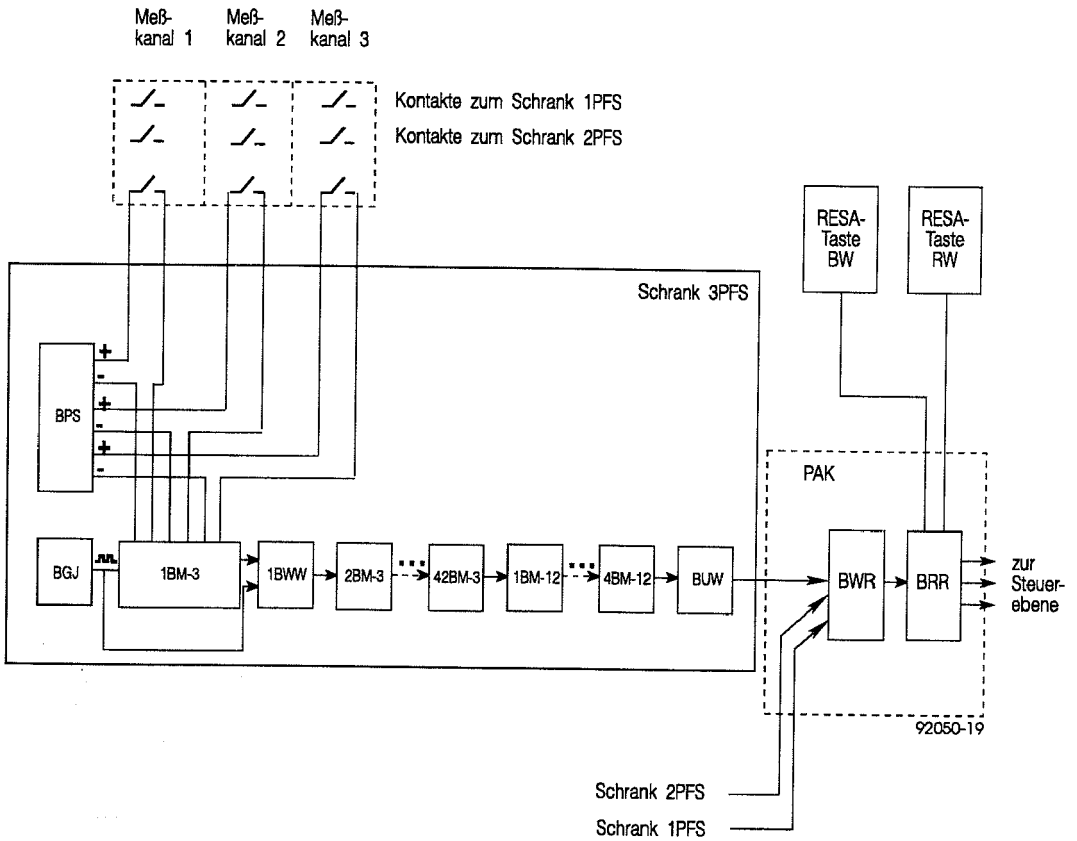 Meß-
kanal 1
Meß-
kanal 2
Meß-
kanal 3
Kontakte zum Schrank 1PFS
Kontakte zum Schrank 2PFS
RESA-
Taste
BW
RESA-
Taste
RW
Schrank 3PFS
BPS
+
-
+
-
+
-
PAK
BGJ
1BM-3
1BWW
2BM-3
42BM-3
1BM-12
4BM-12
BUW
BWR
BRR
zur
Steuer-
ebene
92050-19
Schrank 2PFS
Schrank 1PFS